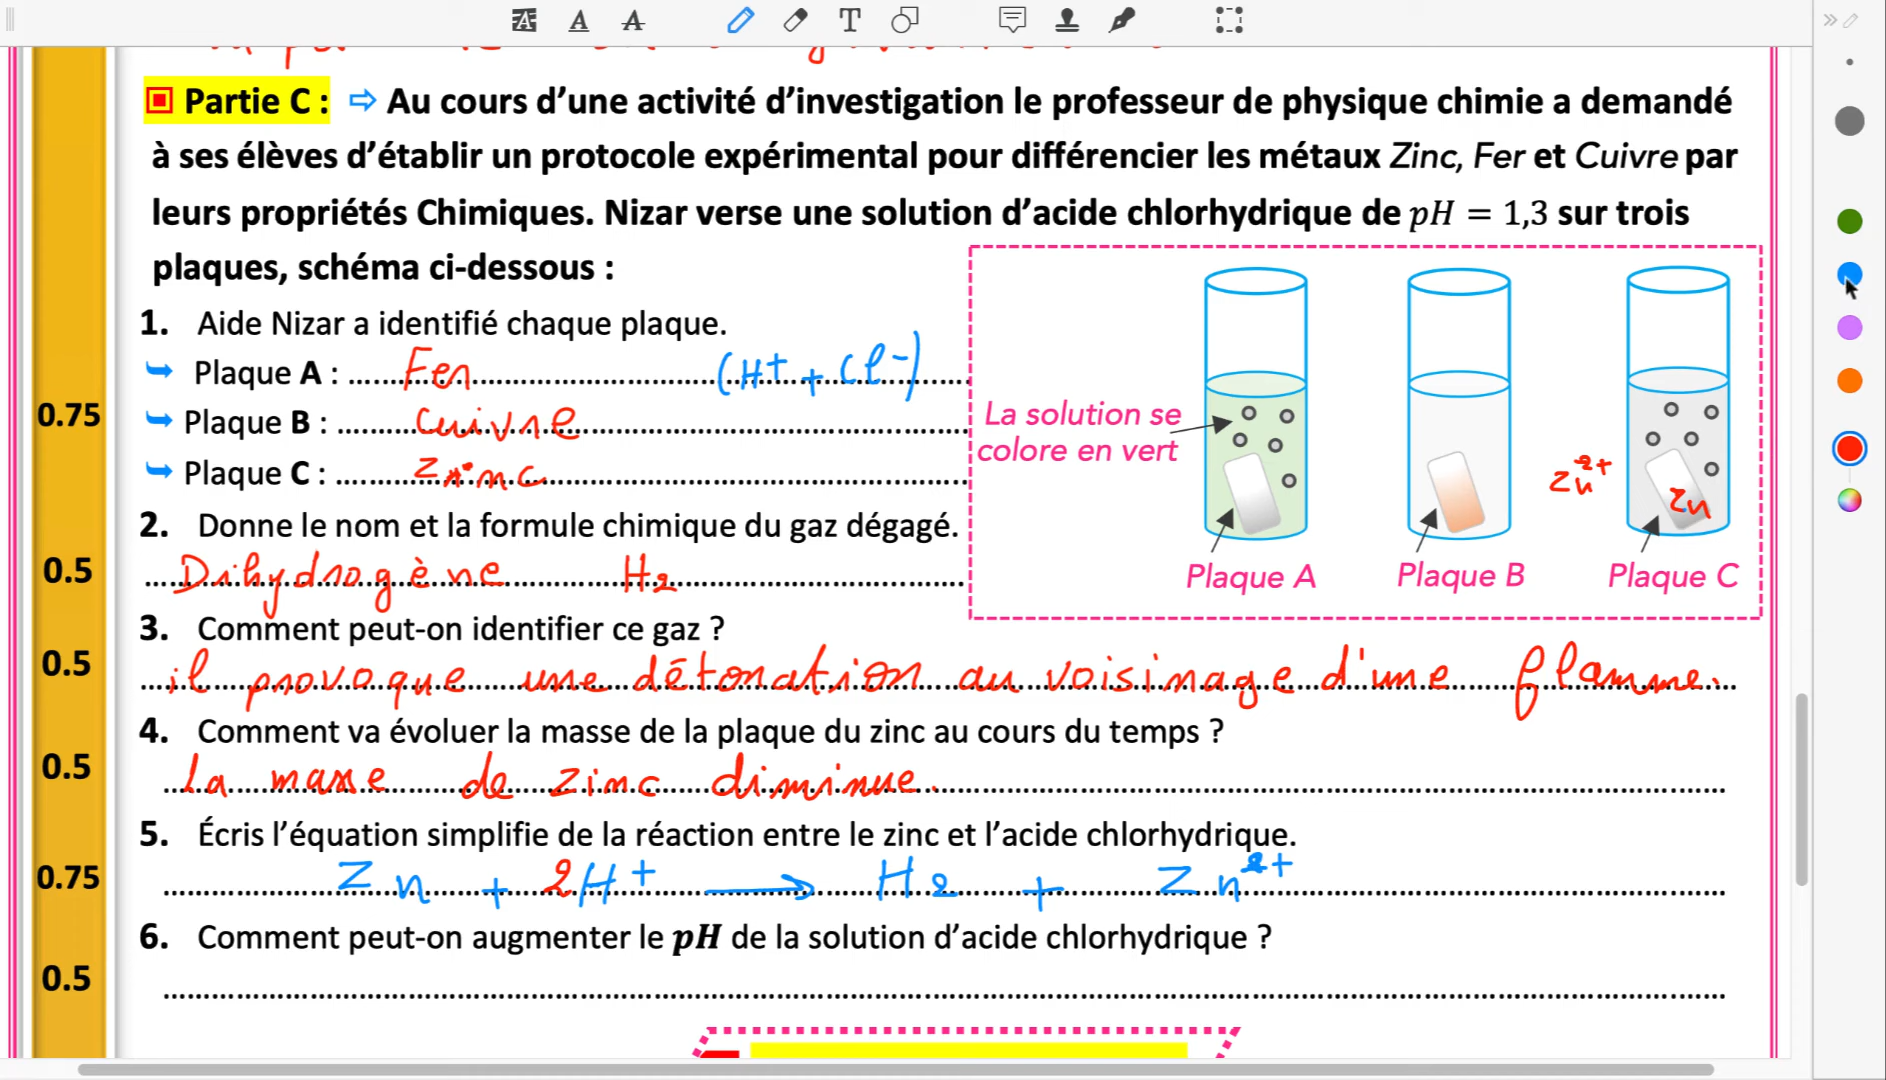 Partie C : ⇨ Au cours d’une activité d’investigation le professeur de physique chimie a demandé
à ses élèves d’établir un protocole expérimental pour différencier les métaux Zinc, Fer et Cuivre par
leurs propriétés Chimiques. Nizar verse une solution d’acide chlorhydrique de pH = 1,3 sur trois
plaques, schéma ci-dessous :
1. Aide Nizar a identifié chaque plaque.
Plaque A : Fer (H+ + Cl-)
0.75 Plaque B : Cuivre
Plaque C : Zinc
La solution se
colore en vert
Zn2+
Zn
Plaque A Plaque B Plaque C
2. Donne le nom et la formule chimique du gaz dégagé.
0.5 Dihydrogène H2
3. Comment peut-on identifier ce gaz ?
0.5 il provoque une détonation au voisinage d'une flamme.
4. Comment va évoluer la masse de la plaque du zinc au cours du temps ?
0.5 La masse de zinc diminue.
5. Écris l’équation simplifie de la réaction entre le zinc et l’acide chlorhydrique.
0.75 Zn + 2H+ → H2 + Zn2+
6. Comment peut-on augmenter le pH de la solution d’acide chlorhydrique ?
0.5